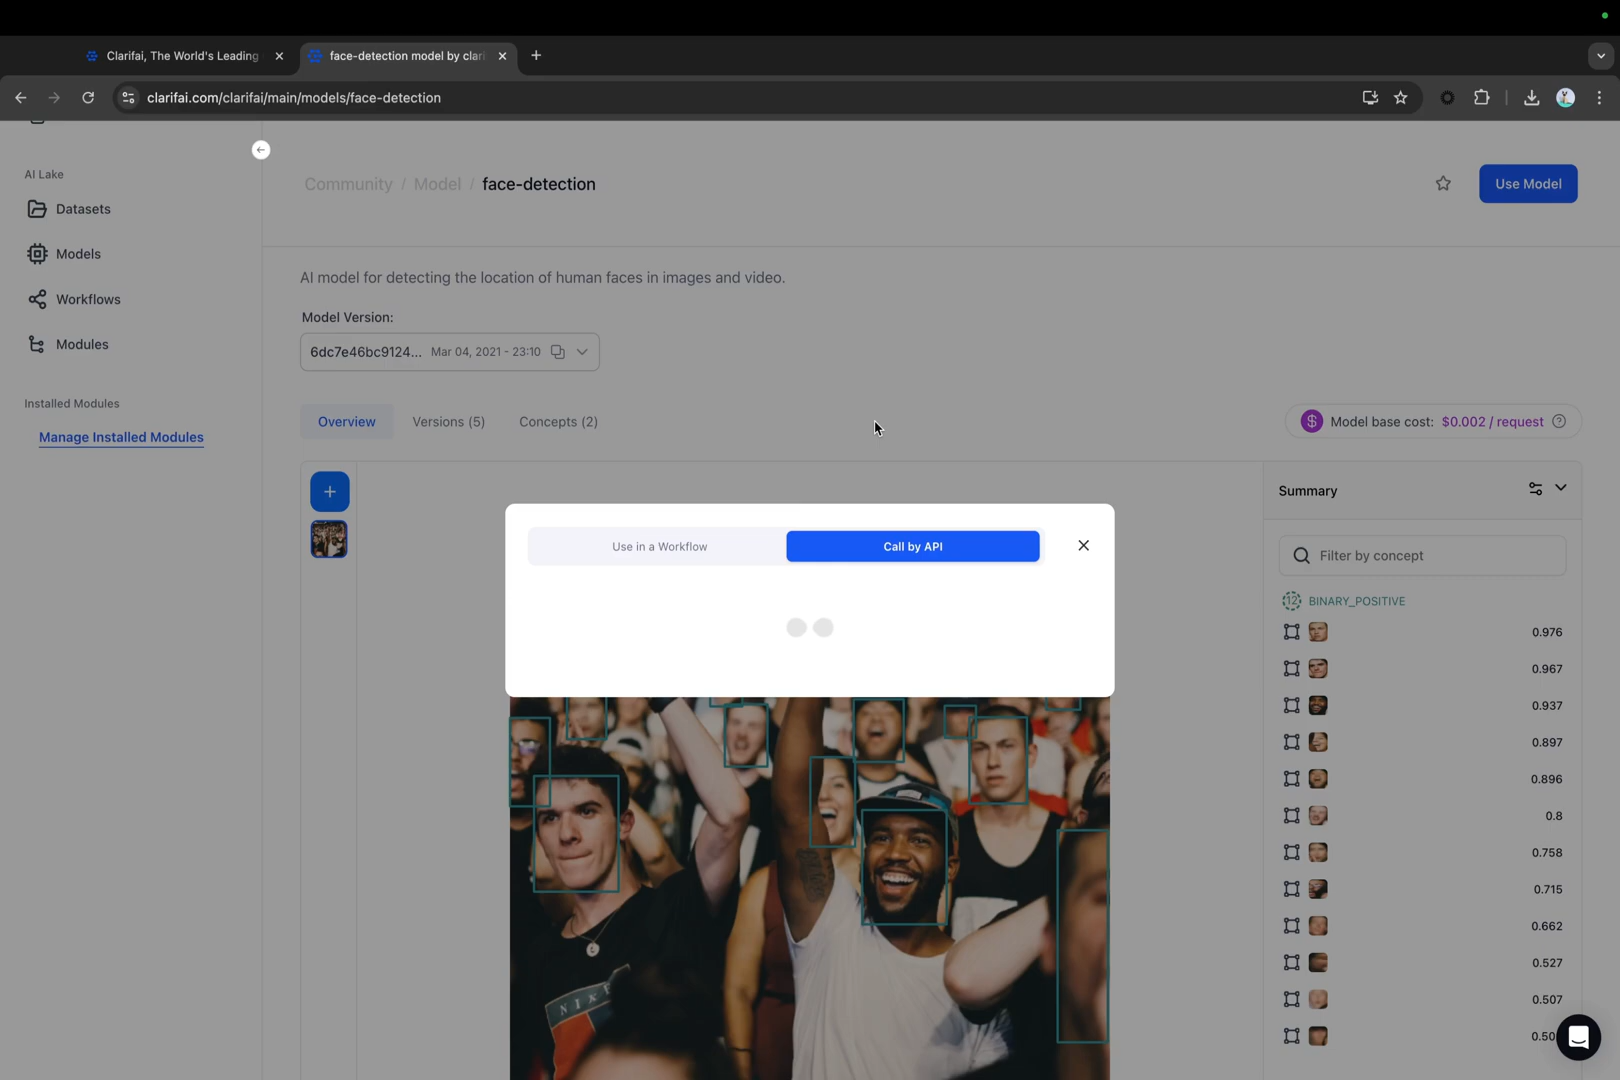 Clarifai, The World's Leading
face-detection model by clari
clarifai.com/clarifai/main/models/face-detection
AI Lake
Datasets
Models
Workflows
Modules
Installed Modules
Manage Installed Modules
Community / Model / face-detection
Use Model
AI model for detecting the location of human faces in images and video.
Model Version:
6dc7e46bc9124... Mar 04, 2021 - 23:10
Overview
Versions (5)
Concepts (2)
Model base cost: $0.002 / request
Use in a Workflow
Call by API
NIKE
Summary
Filter by concept
12 BINARY_POSITIVE
0.976
0.967
0.937
0.897
0.896
0.8
0.758
0.715
0.662
0.527
0.507
0.50